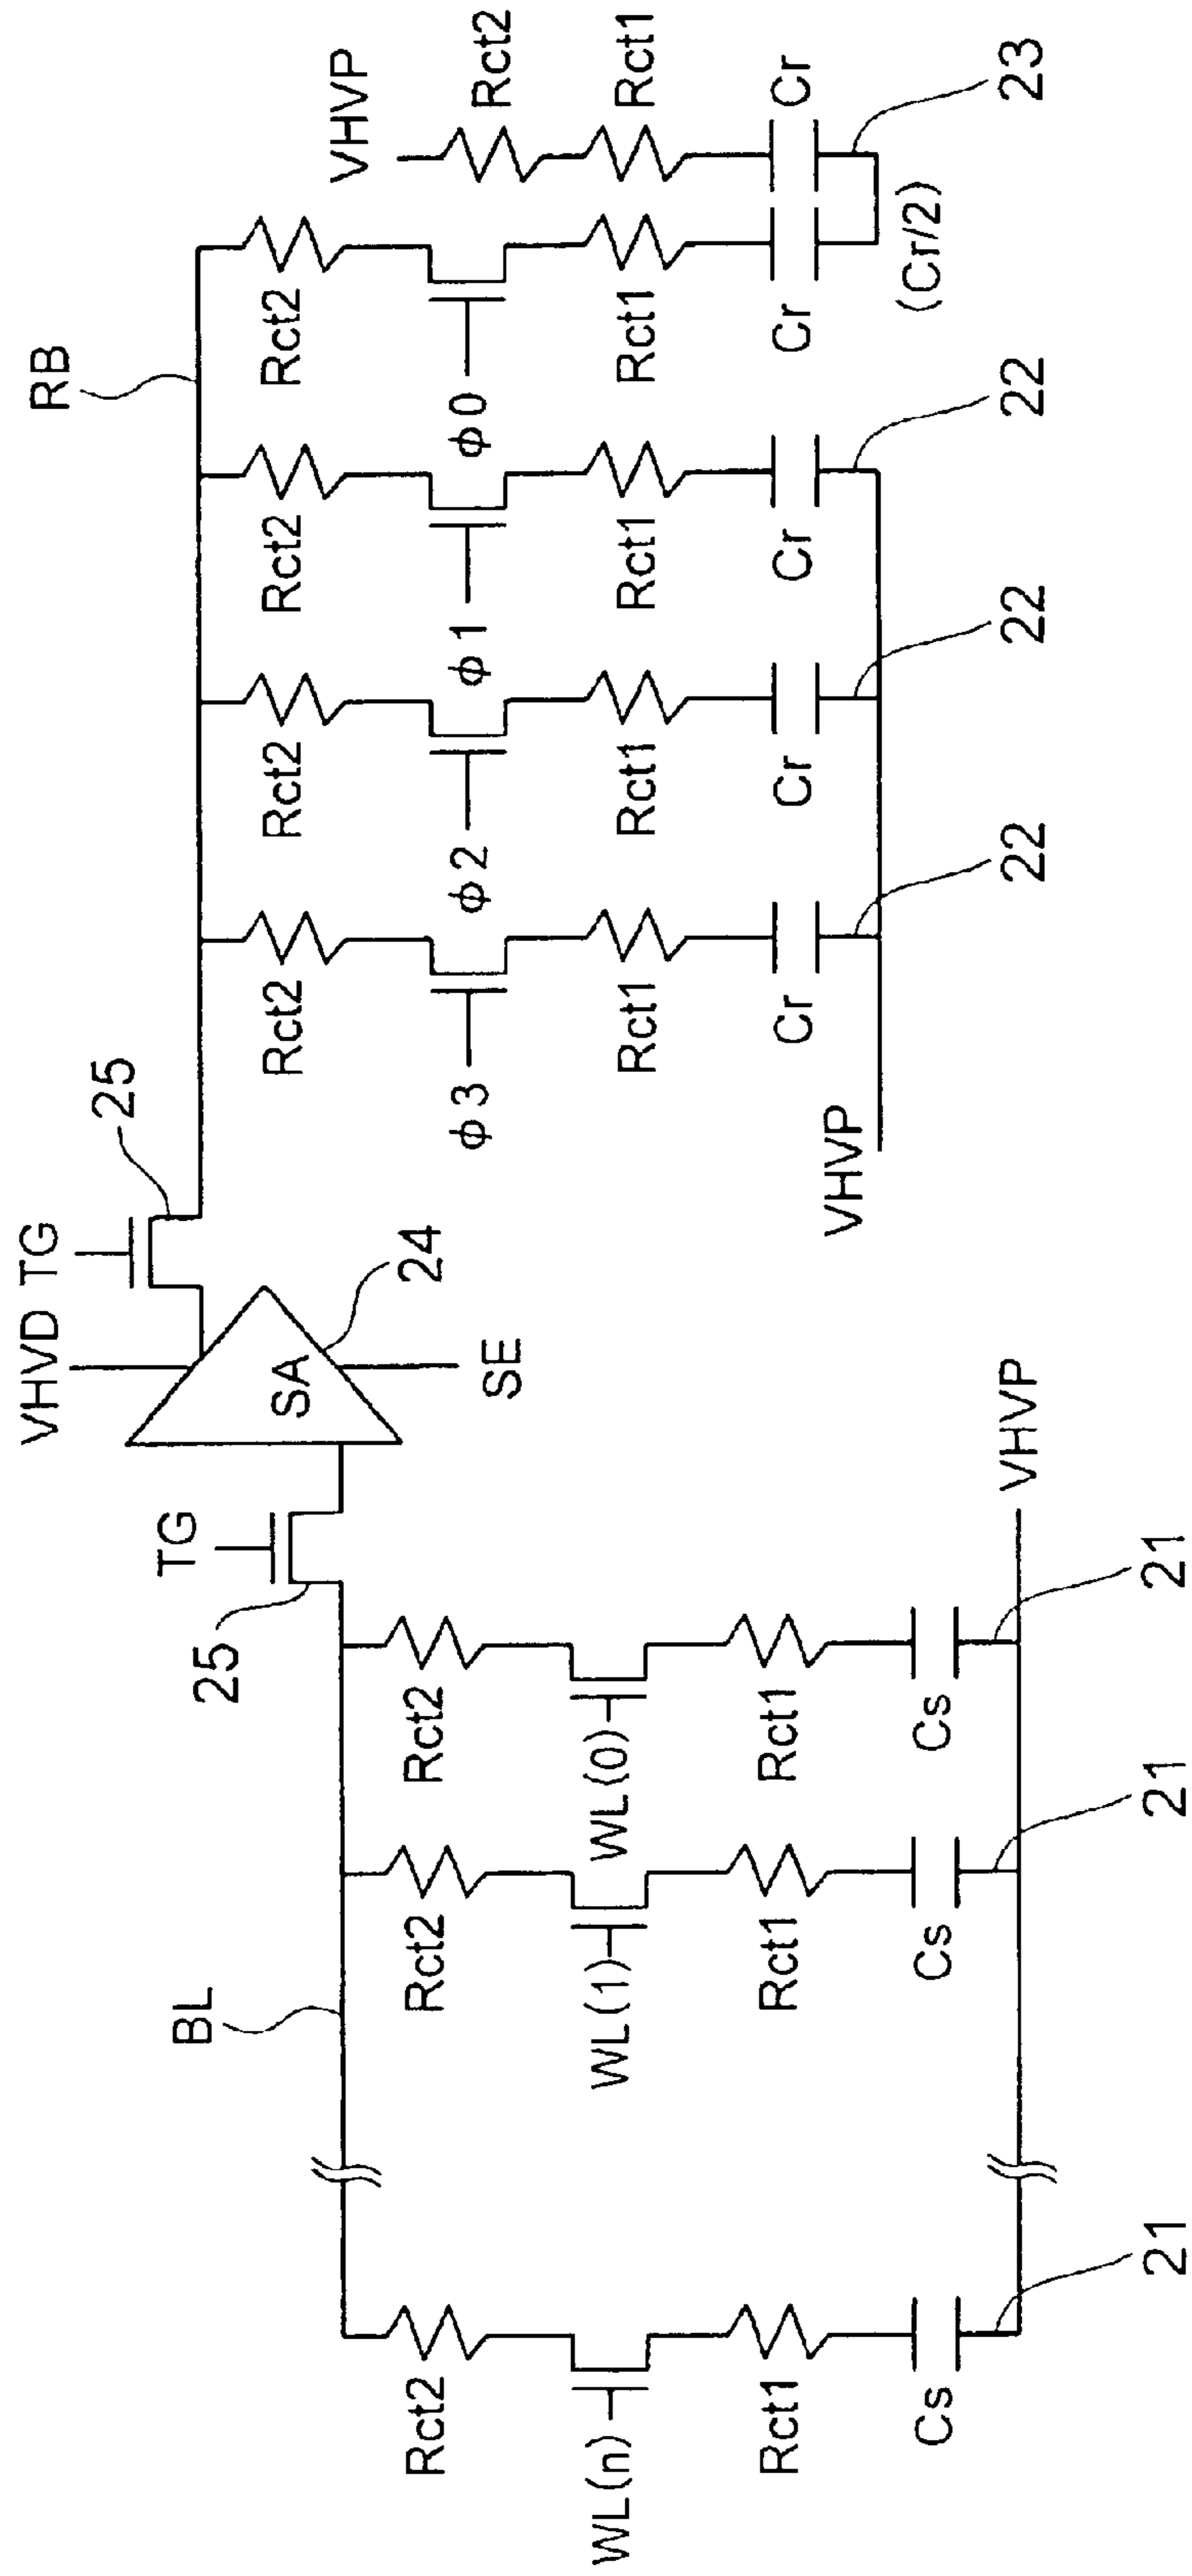 VHVD
TG
25
RB
VHVP
TG
25
SA
24
SE
BL
Rct2
Rct2
Rct2
Rct2
Rct2
Rct2
Rct2
Rct2
WL(n)
WL(1)
WL(0)
φ3
φ2
φ1
φ0
Rct1
Rct1
Rct1
Rct1
Rct1
Rct1
Rct1
Rct1
Cs
Cs
Cs
Cr
Cr
Cr
Cr
Cr
(Cr/2)
VHVP
VHVP
21
21
21
22
22
22
23